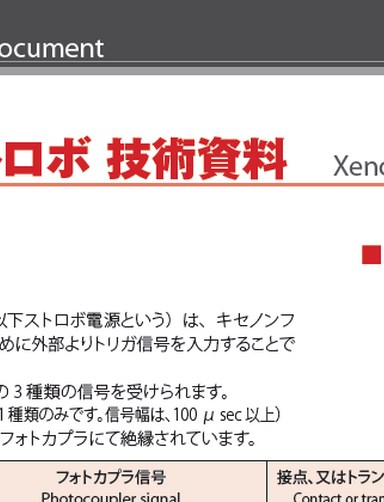 ocument
トロボ 技術資料 Xeno
以下ストロボ電源という）は、キセノンフ
めに外部よりトリガ信号を入力することで
の 3 種類の信号を受けられます。
1 種類のみです。信号幅は、100 μ sec 以上）
フォトカプラにて絶縁されています。
フォトカプラ信号 接点、又はトラン
Photocoupler signal Contact or tran